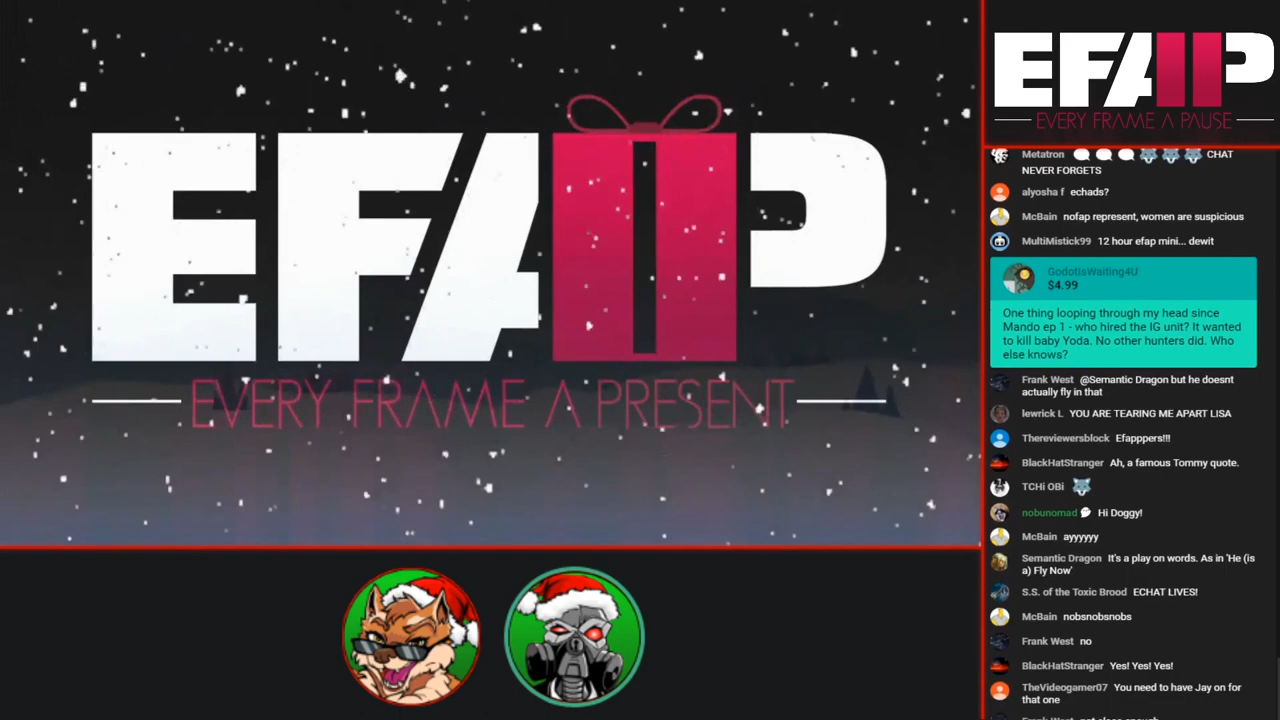 EFAP
EVERY FRAME A PRESENT
EFAP
EVERY FRAME A PAUSE
Metatron CHAT
NEVER FORGETS
alyosha f echads?
McBain nofap represent, women are suspicious
MultiMistick99 12 hour efap mini... dewit
GodotIsWaiting4U
$4.99
One thing looping through my head since
Mando ep 1 - who hired the IG unit? It wanted
to kill baby Yoda. No other hunters did. Who
else knows?
Frank West @Semantic Dragon but he doesnt
actually fly in that
lewrick L YOU ARE TEARING ME APART LISA
Thereviewersblock Efapppers!!!
BlackHatStranger Ah, a famous Tommy quote.
TCHi OBi
nobunomad Hi Doggy!
McBain ayyyyyy
Semantic Dragon It's a play on words. As in 'He (is
a) Fly Now'
S.S. of the Toxic Brood ECHAT LIVES!
McBain nobsnobsnobs
Frank West no
BlackHatStranger Yes! Yes! Yes!
TheVideogamer07 You need to have Jay on for
that one